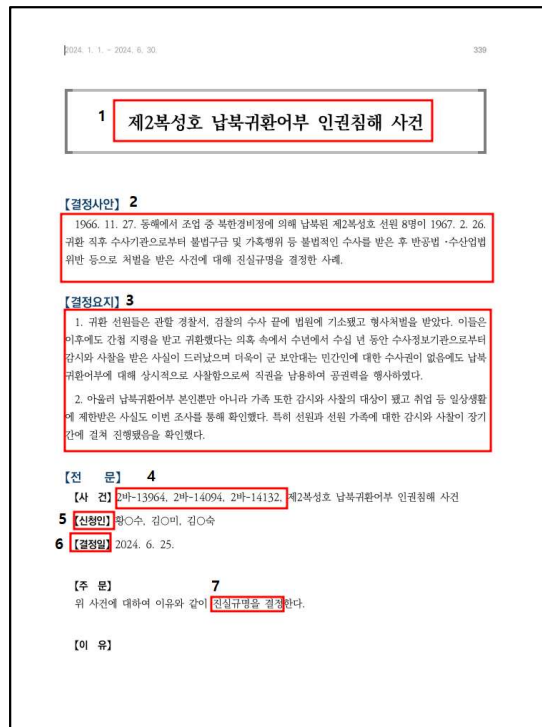 2024. 1. 1. ~ 2024. 6. 30.
339
1
제2복성호 납북귀환어부 인권침해 사건
【결정사안】 2
1966. 11. 27. 동해에서 조업 중 북한경비정에 의해 납북된 제2복성호 선원 8명이 1967. 2. 26.
귀환 직후 수사기관으로부터 불법구금 및 가혹행위 등 불법적인 수사를 받은 후 반공법·수산업법
위반 등으로 처벌을 받은 사건에 대해 진실규명을 결정한 사례.
【결정요지】 3
1. 귀환 선원들은 관할 경찰서, 검찰의 수사 끝에 법원에 기소됐고 형사처벌을 받았다. 이들은
이후에도 간첩 지령을 받고 귀환했다는 의혹 속에서 수년에서 수십 년 동안 수사정보기관으로부터
감시와 사찰을 받은 사실이 드러났으며 더욱이 군 보안대는 민간인에 대한 수사권이 없음에도 납북
귀환어부에 대해 상시적으로 사찰함으로써 직권을 남용하여 공권력을 행사하였다.
2. 아울러 납북귀환어부 본인뿐만 아니라 가족 또한 감시와 사찰의 대상이 됐고 취업 등 일상생활
에 제한받은 사실도 이번 조사를 통해 확인했다. 특히 선원과 선원 가족에 대한 감시와 사찰이 장기
간에 걸쳐 진행됐음을 확인했다.
【전 문】 4
【사 건】 2바-13964, 2바-14094, 2바-14132, 제2복성호 납북귀환어부 인권침해 사건
5 【신청인】 황○수, 김○미, 김○숙
6 【결정일】 2024. 6. 25.
【주 문】 7
위 사건에 대하여 이유와 같이 진실규명을 결정한다.
【이 유】